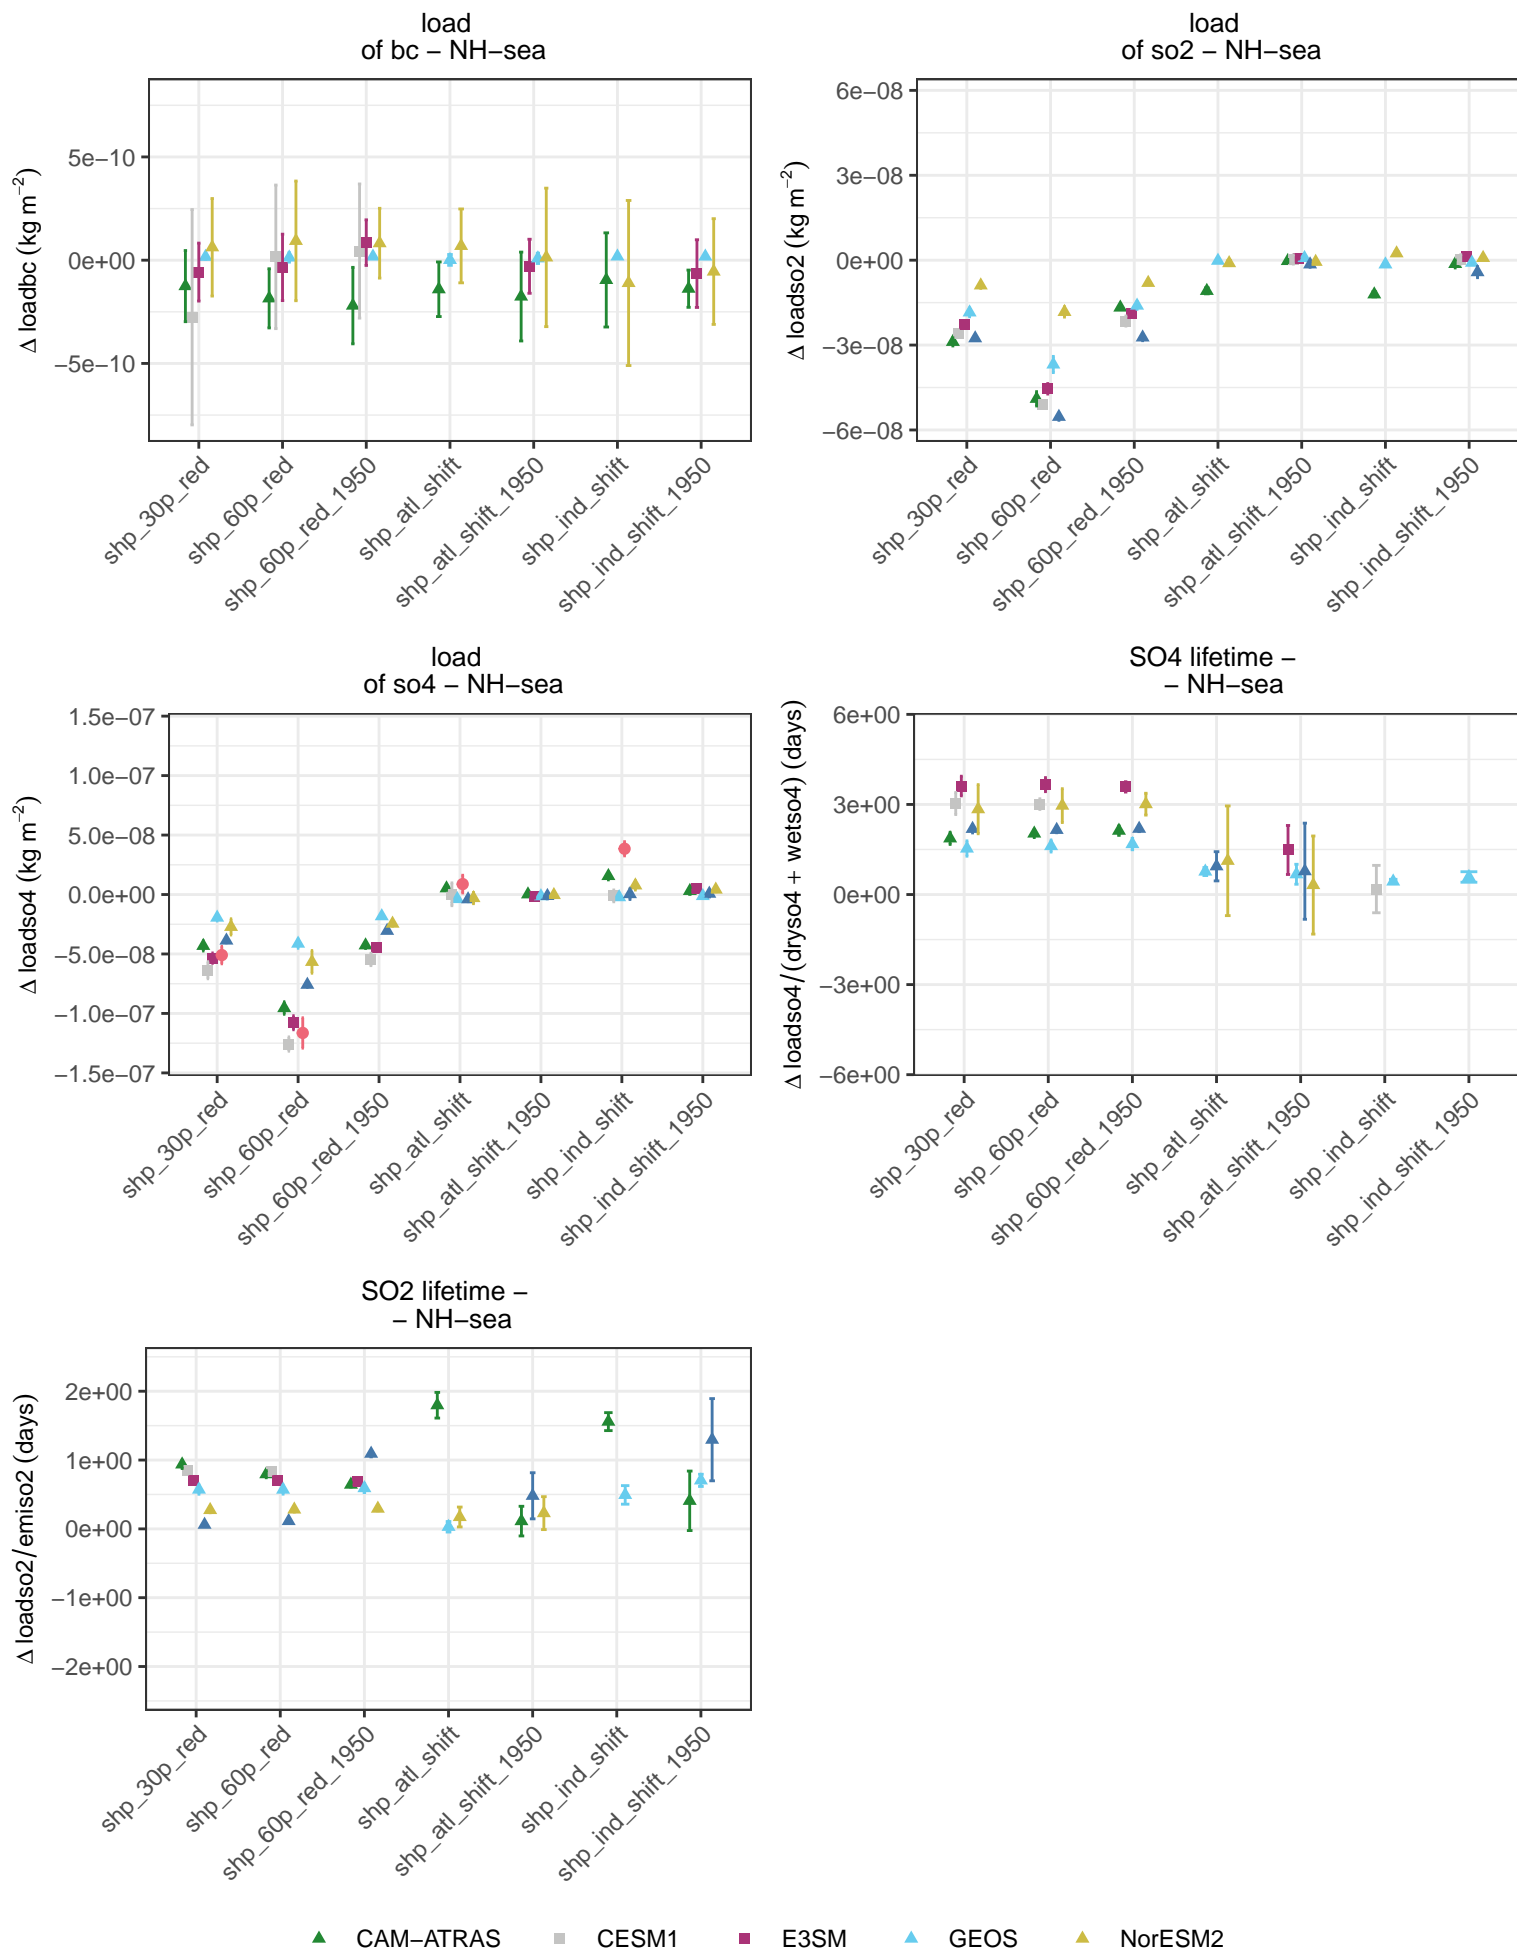 load
of bc − NH−sea
Δ loadbc (kg m⁻²)
5e−10
0e+00
−5e−10
shp_30p_red
shp_60p_red
shp_60p_red_1950
shp_atl_shift
shp_atl_shift_1950
shp_ind_shift
shp_ind_shift_1950
load
of so2 − NH−sea
Δ loadso2 (kg m⁻²)
6e−08
3e−08
0e+00
−3e−08
−6e−08
shp_30p_red
shp_60p_red
shp_60p_red_1950
shp_atl_shift
shp_atl_shift_1950
shp_ind_shift
shp_ind_shift_1950
load
of so4 − NH−sea
Δ loadso4 (kg m⁻²)
1.5e−07
1.0e−07
5.0e−08
0.0e+00
−5.0e−08
−1.0e−07
−1.5e−07
shp_30p_red
shp_60p_red
shp_60p_red_1950
shp_atl_shift
shp_atl_shift_1950
shp_ind_shift
shp_ind_shift_1950
SO4 lifetime −
− NH−sea
Δ loadso4/(dryso4 + wetso4) (days)
6e+00
3e+00
0e+00
−3e+00
−6e+00
shp_30p_red
shp_60p_red
shp_60p_red_1950
shp_atl_shift
shp_atl_shift_1950
shp_ind_shift
shp_ind_shift_1950
SO2 lifetime −
− NH−sea
Δ loadso2/emiso2 (days)
2e+00
1e+00
0e+00
−1e+00
−2e+00
shp_30p_red
shp_60p_red
shp_60p_red_1950
shp_atl_shift
shp_atl_shift_1950
shp_ind_shift
shp_ind_shift_1950
CAM−ATRAS CESM1 E3SM GEOS NorESM2